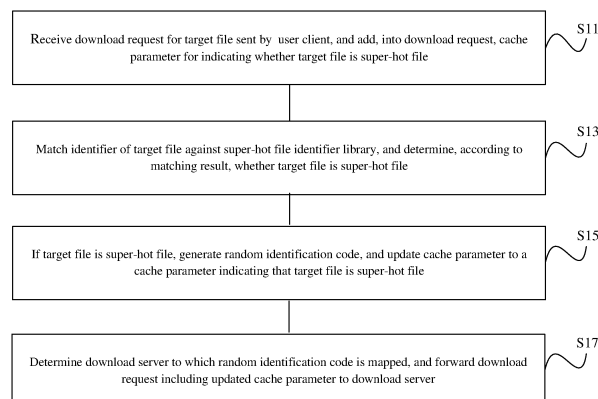 S11
Receive download request for target file sent by user client, and add, into download request, cache
parameter for indicating whether target file is super-hot file
S13
Match identifier of target file against super-hot file identifier library, and determine, according to
matching result, whether target file is super-hot file
S15
If target file is super-hot file, generate random identification code, and update cache parameter to a
cache parameter indicating that target file is super-hot file
S17
Determine download server to which random identification code is mapped, and forward download
request including updated cache parameter to download server